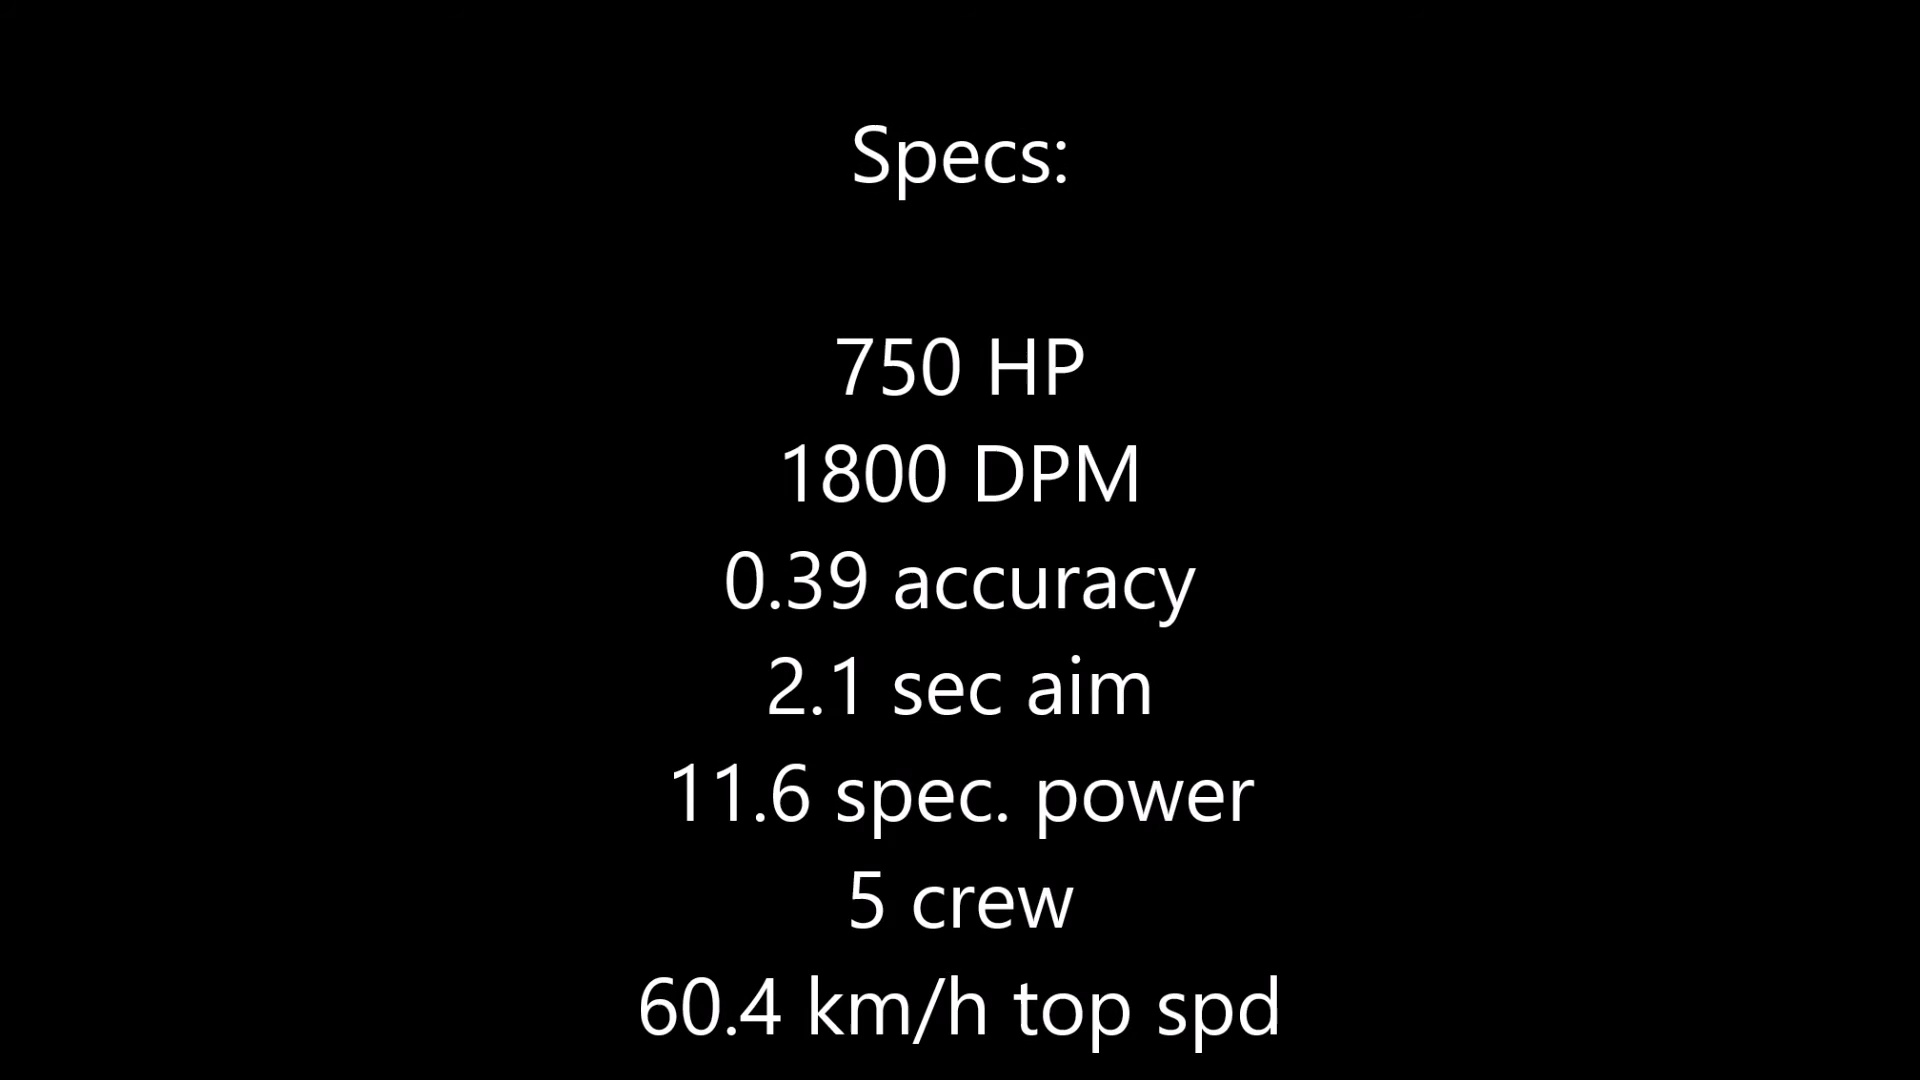 Specs:
750 HP
1800 DPM
0.39 accuracy
2.1 sec aim
11.6 spec. power
5 crew
60.4 km/h top spd